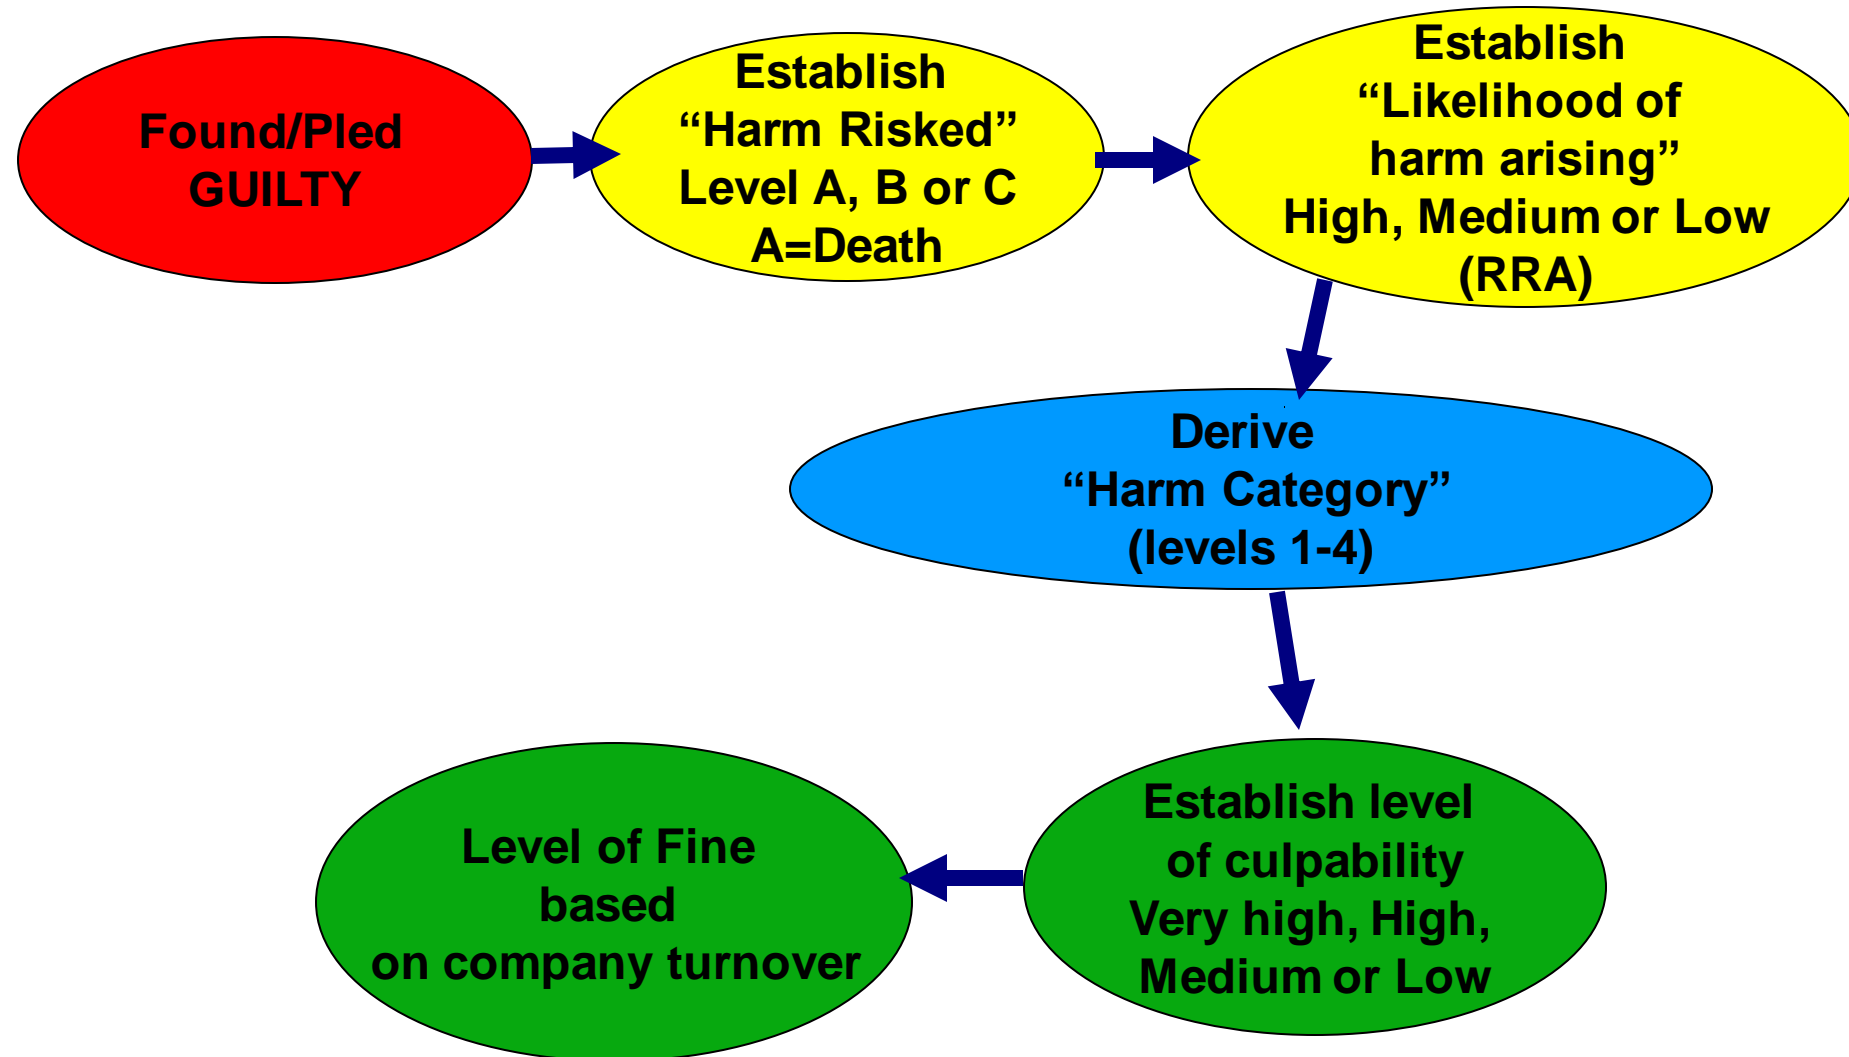 Found/Pled
GUILTY
Establish
“Harm Risked”
Level A, B or C
A=Death
Establish
“Likelihood of
harm arising”
High, Medium or Low
(RRA)
Derive
“Harm Category”
(levels 1-4)
Establish level
of culpability
Very high, High,
Medium or Low
Level of Fine
based
on company turnover